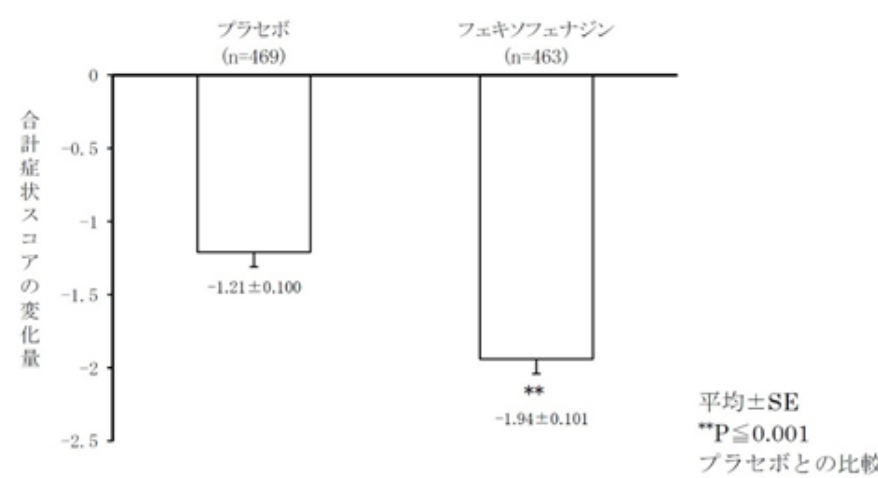 プラセボ
(n=469)
フェキソフェナジン
(n=463)
合計症状スコアの変化量
0
-0.5
-1
-1.5
-2
-2.5
-1.21±0.100
**
-1.94±0.101
平均±SE
**P≦0.001
プラセボとの比較